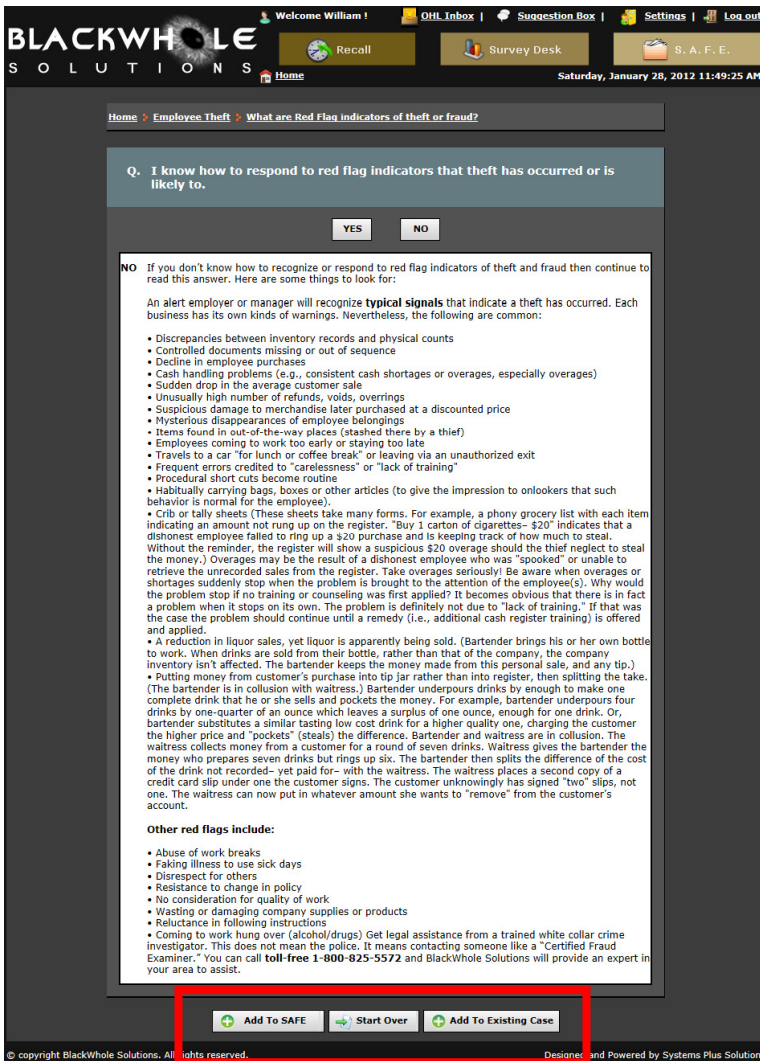 Welcome William ! OHL Inbox | Suggestion Box | Settings | Log out
BLACKWHOLE
SOLUTIONS
Recall Survey Desk S. A. F. E.
Home Saturday, January 28, 2012 11:49:25 AM
Home Employee Theft What are Red Flag indicators of theft or fraud?
Q. I know how to respond to red flag indicators that theft has occurred or is
likely to.
YES NO
NO If you don't know how to recognize or respond to red flag indicators of theft and fraud then continue to
read this answer. Here are some things to look for:
An alert employer or manager will recognize typical signals that indicate a theft has occurred. Each
business has its own kinds of warnings. Nevertheless, the following are common:
• Discrepancies between inventory records and physical counts
• Controlled documents missing or out of sequence
• Decline in employee purchases
• Cash handling problems (e.g., consistent cash shortages or overages, especially overages)
• Sudden drop in the average customer sale
• Unusually high number of refunds, voids, overrings
• Suspicious damage to merchandise later purchased at a discounted price
• Mysterious disappearances of employee belongings
• Items found in out-of-the-way places (stashed there by a thief)
• Employees coming to work too early or staying too late
• Travels to a car "for lunch or coffee break" or leaving via an unauthorized exit
• Frequent errors credited to "carelessness" or "lack of training"
• Procedural short cuts become routine
• Habitually carrying bags, boxes or other articles (to give the impression to onlookers that such
behavior is normal for the employee).
• Crib or tally sheets (These sheets take many forms. For example, a phony grocery list with each item
indicating an amount not rung up on the register. "Buy 1 carton of cigarettes– $20" indicates that a
dishonest employee failed to ring up a $20 purchase and is keeping track of how much to steal.
Without the reminder, the register will show a suspicious $20 overage should the thief neglect to steal
the money.) Overages may be the result of a dishonest employee who was "spooked" or unable to
retrieve the unrecorded sales from the register. Take overages seriously! Be aware when overages or
shortages suddenly stop when the problem is brought to the attention of the employee(s). Why would
the problem stop if no training or counseling was first applied? It becomes obvious that there is in fact
a problem when it stops on its own. The problem is definitely not due to "lack of training." If that was
the case the problem should continue until a remedy (i.e., additional cash register training) is offered
and applied.
• A reduction in liquor sales, yet liquor is apparently being sold. (Bartender brings his or her own bottle
to work. When drinks are sold from their bottle, rather than that of the company, the company
inventory isn't affected. The bartender keeps the money made from this personal sale, and any tip.)
• Putting money from customer's purchase into tip jar rather than into register, then splitting the take.
(The bartender is in collusion with waitress.) Bartender underpours drinks by enough to make one
complete drink that he or she sells and pockets the money. For example, bartender underpours four
drinks by one-quarter of an ounce which leaves a surplus of one ounce, enough for one drink. Or,
bartender substitutes a similar tasting low cost drink for a higher quality one, charging the customer
the higher price and "pockets" (steals) the difference. Bartender and waitress are in collusion. The
waitress collects money from a customer for a round of seven drinks. Waitress gives the bartender the
money who prepares seven drinks but rings up six. The bartender then splits the difference of the cost
of the drink not recorded– yet paid for– with the waitress. The waitress places a second copy of a
credit card slip under one the customer signs. The customer unknowingly has signed "two" slips, not
one. The waitress can now put in whatever amount she wants to "remove" from the customer's
account.
Other red flags include:
• Abuse of work breaks
• Faking illness to use sick days
• Disrespect for others
• Resistance to change in policy
• No consideration for quality of work
• Wasting or damaging company supplies or products
• Reluctance in following instructions
• Coming to work hung over (alcohol/drugs) Get legal assistance from a trained white collar crime
investigator. This does not mean the police. It means contacting someone like a "Certified Fraud
Examiner." You can call toll-free 1-800-825-5572 and BlackWhole Solutions will provide an expert in
your area to assist.
Add To SAFE Start Over Add To Existing Case
© copyright BlackWhole Solutions. All rights reserved. Designed and Powered by Systems Plus Solution